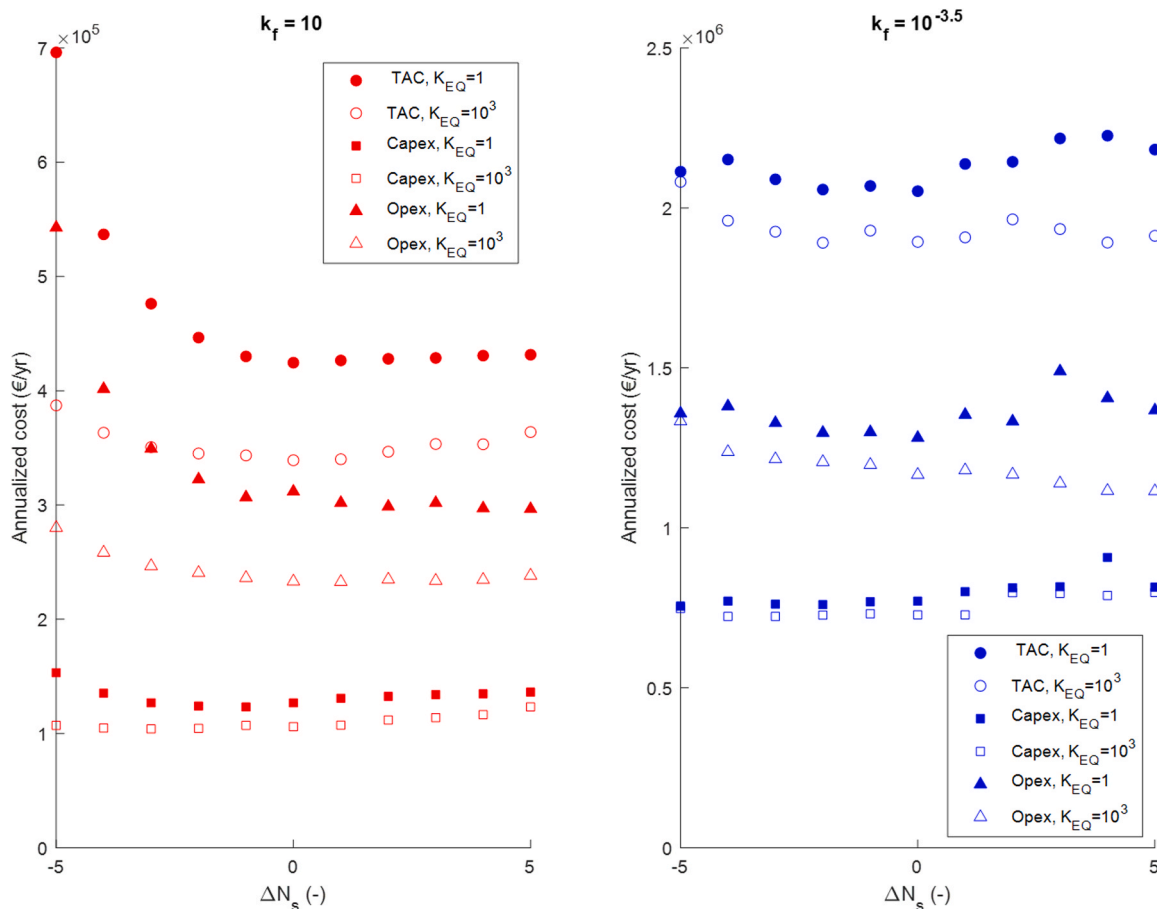 k_f = 10
×10^5
7
6
5
4
3
2
1
0
-5 0 5
ΔN_s (-)
Annualized cost (€/yr)
TAC, K_EQ=1
TAC, K_EQ=10^3
Capex, K_EQ=1
Capex, K_EQ=10^3
Opex, K_EQ=1
Opex, K_EQ=10^3
k_f = 10^-3.5
×10^6
2.5
2
1.5
1
0.5
0
-5 0 5
ΔN_s (-)
Annualized cost (€/yr)
TAC, K_EQ=1
TAC, K_EQ=10^3
Capex, K_EQ=1
Capex, K_EQ=10^3
Opex, K_EQ=1
Opex, K_EQ=10^3